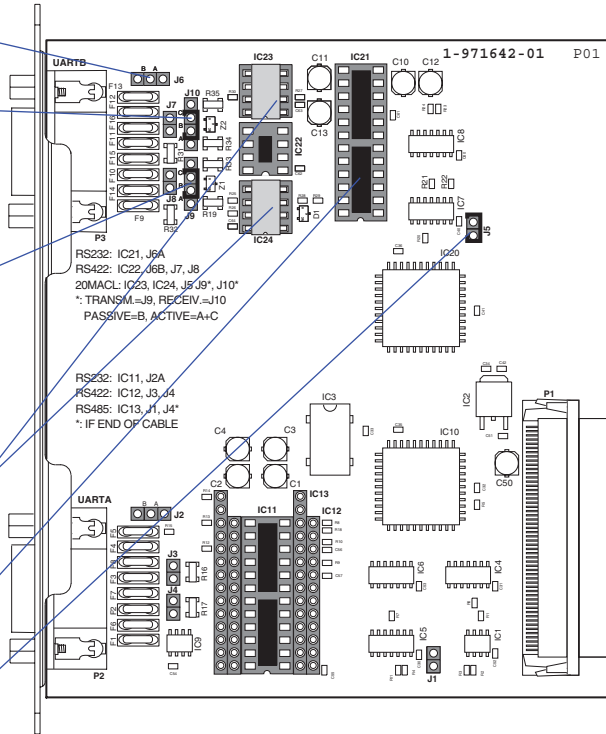 1-971642-01 P01
UARTB
B A
J6
IC23
C11
IC21
C10 C12
F13
J10
R35
F12
J7
C
F16
B
Z2
F11
A
R34
C13
IC8
F15
R31
R33
IC22
F10
C
B
Z1
R21
R22
F14
J8
A
R19
D1
IC7
F9
R32
J9
IC24
J5
P3
RS232: IC21, J6A
RS422: IC22, J6B, J7, J8
20MACL: IC23, IC24, J5 J9*, J10*
*: TRANSM.=J9, RECEIV.=J10
PASSIVE=B, ACTIVE=A+C
IC20
RS232: IC11, J2A
RS422: IC12, J3, J4
RS485: IC13, J1, J4*
*: IF END OF CABLE
IC3
IC2
P1
C4
C3
IC10
C2
C1
C50
UARTA
B A
J2
IC11
IC13
IC12
F5
F4
J3
R16
F3
F7
J4
F2
R17
F6
F1
IC9
P2
IC6
IC4
IC5
IC1
J1